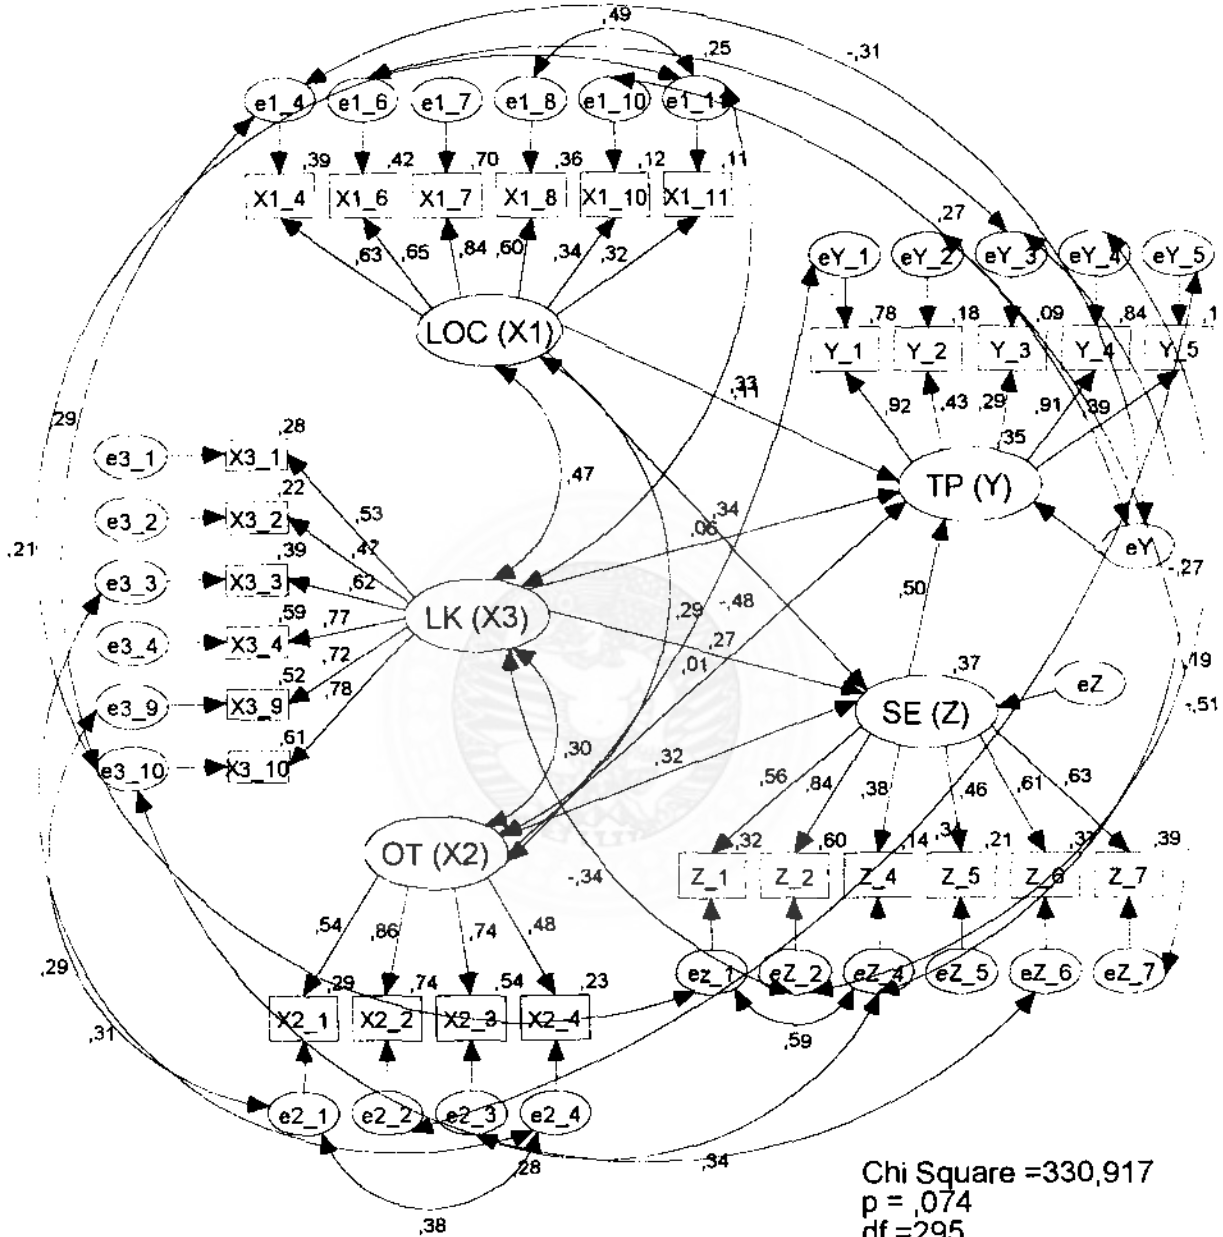 ,49
-,31
,25
e1_4 e1_6 e1_7 e1_8 e1_10 e1_1
,39 ,42 ,70 ,36 ,12 ,11
X1_4 X1_6 X1_7 X1_8 X1_10 X1_11
,63 ,65 ,84 ,60 ,34 ,32
LOC (X1)
,27
eY_1 eY_2 eY_3 eY_4 eY_5
,78 ,18 ,09 ,84 ,1
Y_1 Y_2 Y_3 Y_4 Y_5
,33
,11
,92 ,43 ,29 ,91 ,39
,35
TP (Y)
,29
,28
e3_1 X3_1
,47
,22
e3_2 X3_2
,53
,34
,06
eY
,21
,39
,47
-,27
e3_3 X3_3
,62
,50
LK (X3)
,59
,77
e3_4 X3_4
,29
-,48
,27
,72
,52
,01
,37
,19
e3_9 X3_9
,78
SE (Z)
eZ
-,51
,61
e3_10 X3_10
,30
,32
,56 ,84 ,38 ,46 ,61 ,63
OT (X2)
-,34
,32 ,60 ,14 ,34 ,21 ,37 ,39
Z_1 Z_2 Z_4 Z_5 Z_6 Z_7
,54 ,86 ,74 ,48
,29
ez_1 eZ_2 eZ_4 eZ_5 eZ_6 eZ_7
,29 ,74 ,54 ,23
X2_1 X2_2 X2_3 X2_4
,31
,59
e2_1 e2_2 e2_3 e2_4
,28
-,34
,38
Chi Square =330,917
p = ,074
df =295